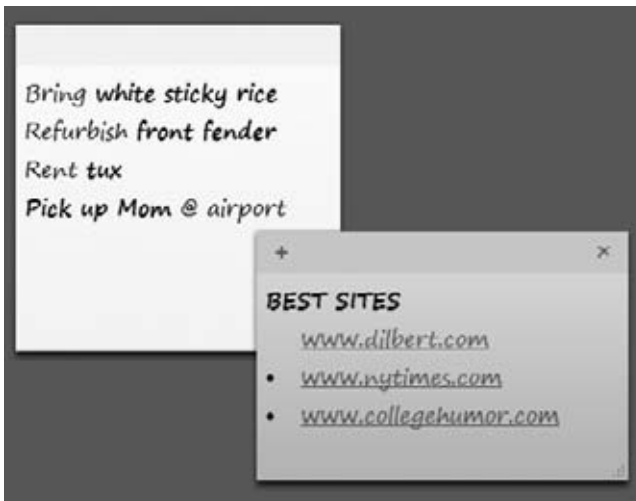 Bring white sticky rice
Refurbish front fender
Rent tux
Pick up Mom @ airport
+ ×
BEST SITES
www.dilbert.com
• www.nytimes.com
• www.collegehumor.com